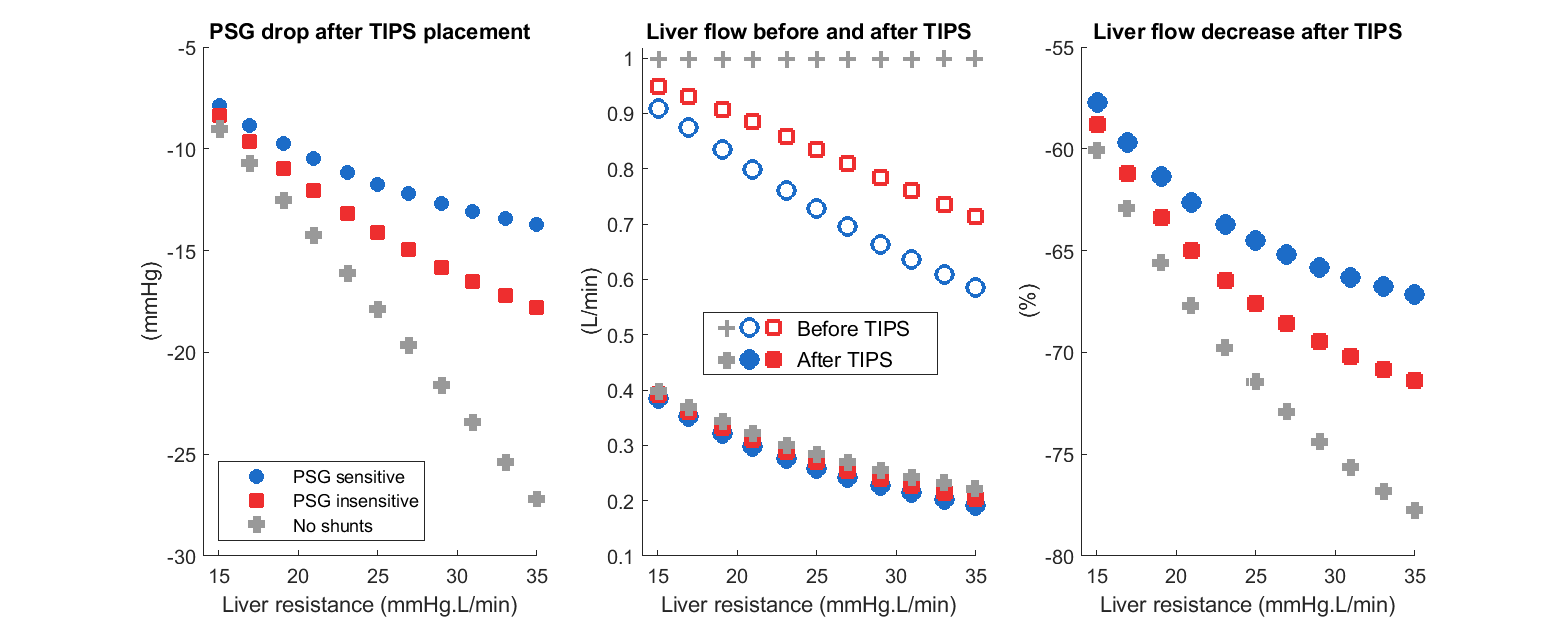 PSG drop after TIPS placement
-5
-10
-15
-20
-25
-30
(mmHg)
PSG sensitive
PSG insensitive
No shunts
15 20 25 30 35
Liver resistance (mmHg.L/min)
Liver flow before and after TIPS
1
0.9
0.8
0.7
0.6
0.5
0.4
0.3
0.2
0.1
(L/min)
Before TIPS
After TIPS
15 20 25 30 35
Liver resistance (mmHg.L/min)
Liver flow decrease after TIPS
-55
-60
-65
-70
-75
-80
(%)
15 20 25 30 35
Liver resistance (mmHg.L/min)